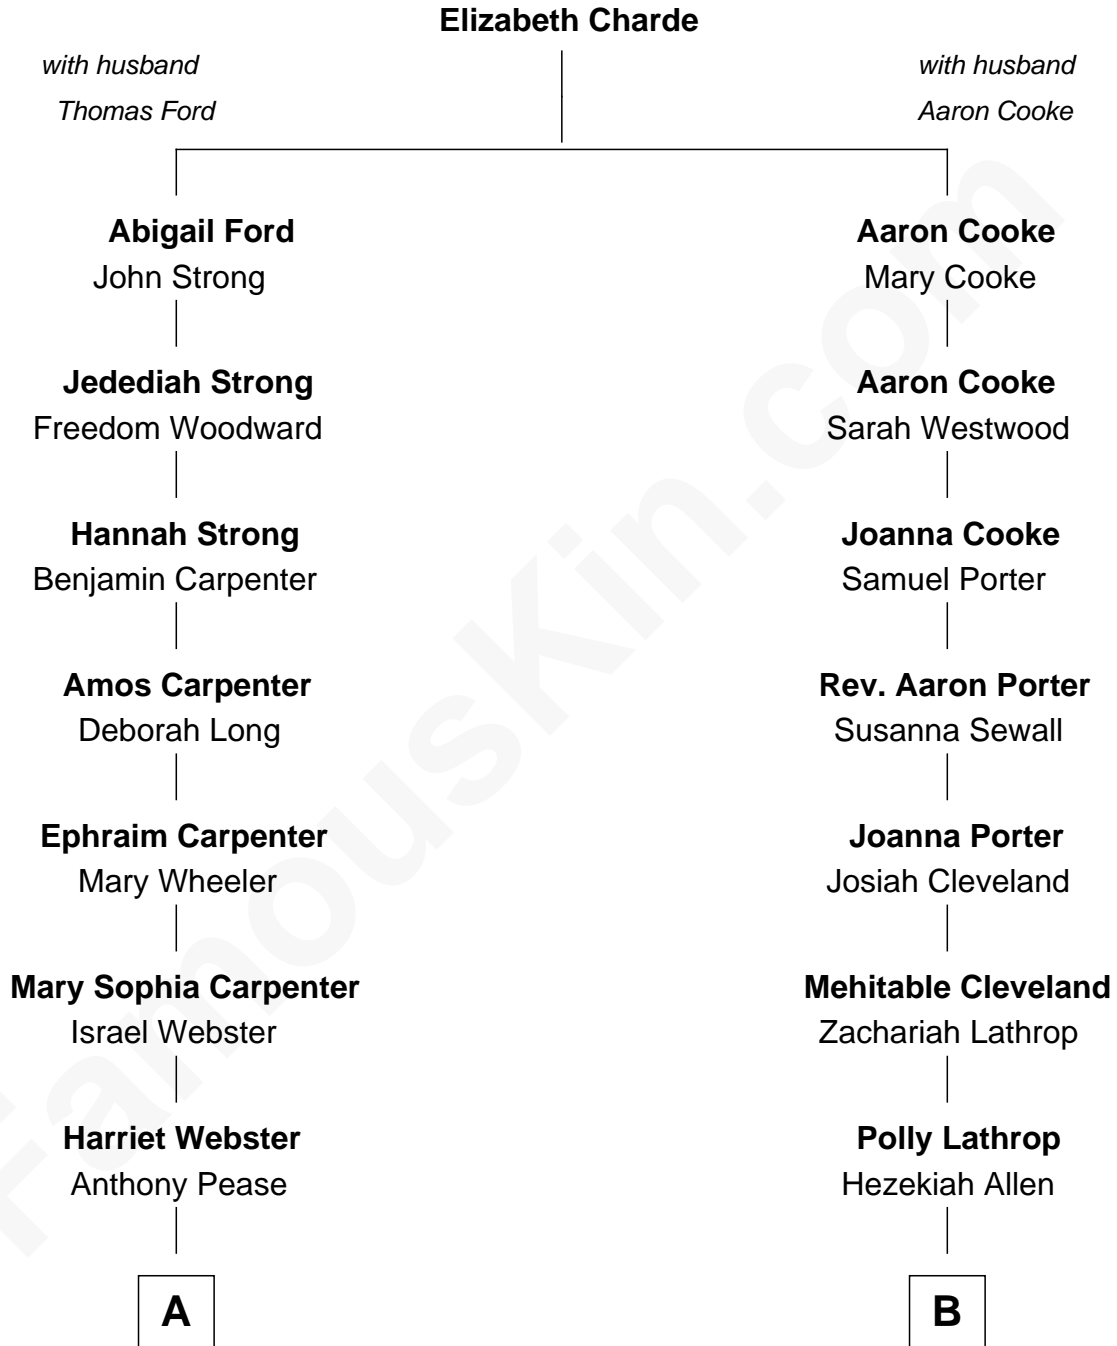 Elizabeth Charde
with husband
Thomas Ford
with husband
Aaron Cooke
Abigail Ford
John Strong
Aaron Cooke
Mary Cooke
Jedediah Strong
Freedom Woodward
Aaron Cooke
Sarah Westwood
Hannah Strong
Benjamin Carpenter
Joanna Cooke
Samuel Porter
Amos Carpenter
Deborah Long
Rev. Aaron Porter
Susanna Sewall
Ephraim Carpenter
Mary Wheeler
Joanna Porter
Josiah Cleveland
Mary Sophia Carpenter
Israel Webster
Mehitable Cleveland
Zachariah Lathrop
Harriet Webster
Anthony Pease
Polly Lathrop
Hezekiah Allen
A
B
FamousKin.com